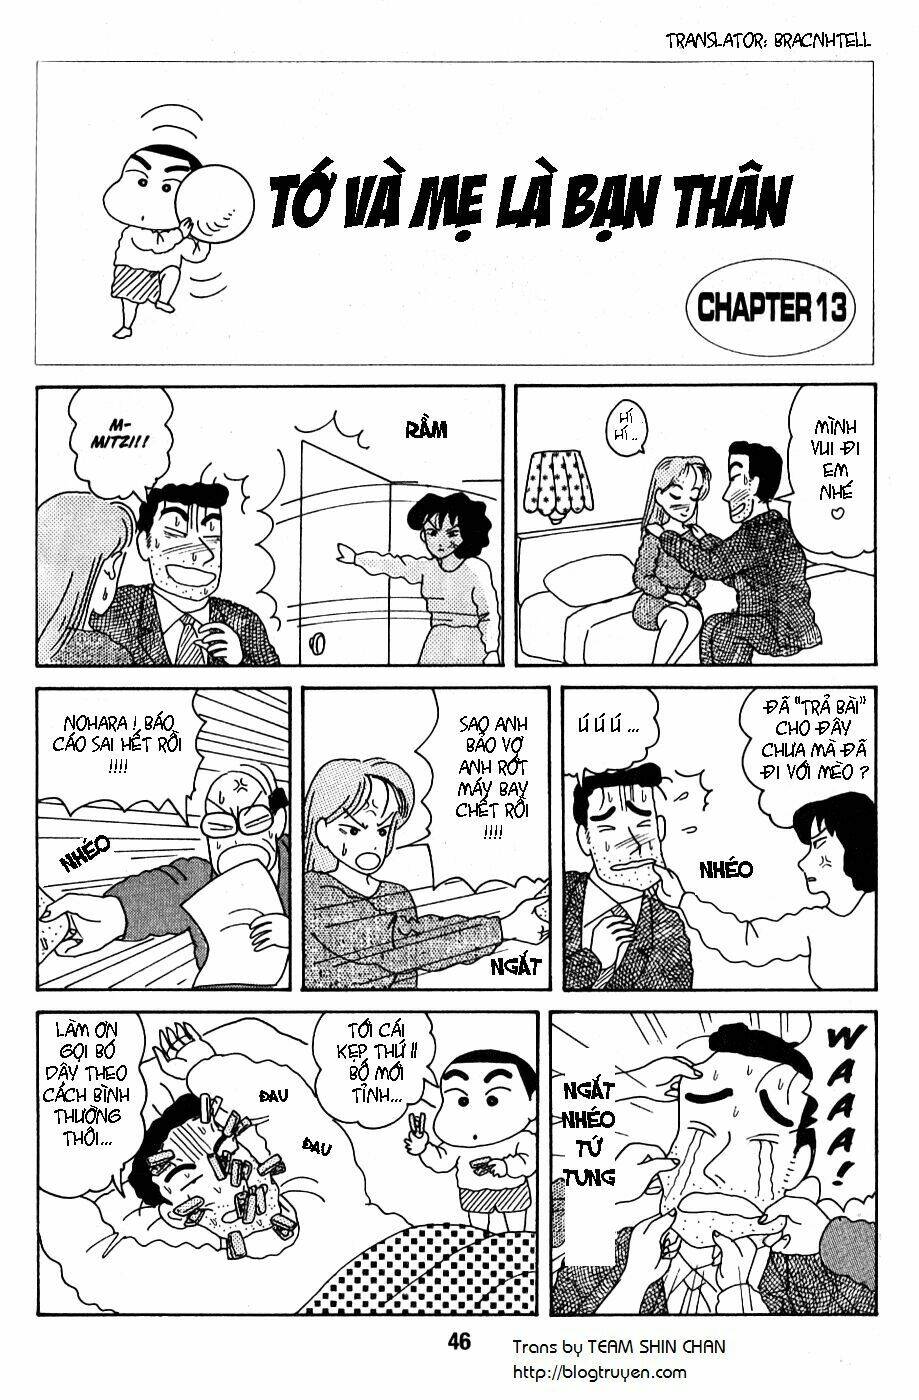 TRANSLATOR: BRACNHTELL
TỚ VÀ MẸ LÀ BẠN THÂN
CHAPTER 13
MÌNH
VUI ĐI
EM
NHÉ
HÍ
HÍ..
RẦM
M-
MITZI!!
ĐÃ "TRẢ BÀI"
CHO ĐÂY
CHƯA MÀ ĐÃ
ĐI VỚI MÈO ?
Ú Ú Ú ...
NHÉO
SAO ANH
BẢO VỢ
ANH RỚT
MÁY BAY
CHẾT RỒI
!!!!
NGẮT
NOHARA ! BÁO
CÁO SAI HẾT RỒI
!!!!
NHÉO
WAAA!
NGẮT
NHÉO
TỨ
TUNG
TỚI CÁI
KẸP THỨ 11
BỐ MỚI
TỈNH...
ĐAU
ĐAU
LÀM ƠN
GỌI BỐ
DẬY THEO
CÁCH BÌNH
THƯỜNG
THÔI...
46
Trans by TEAM SHIN CHAN
http://blogtruyen.com